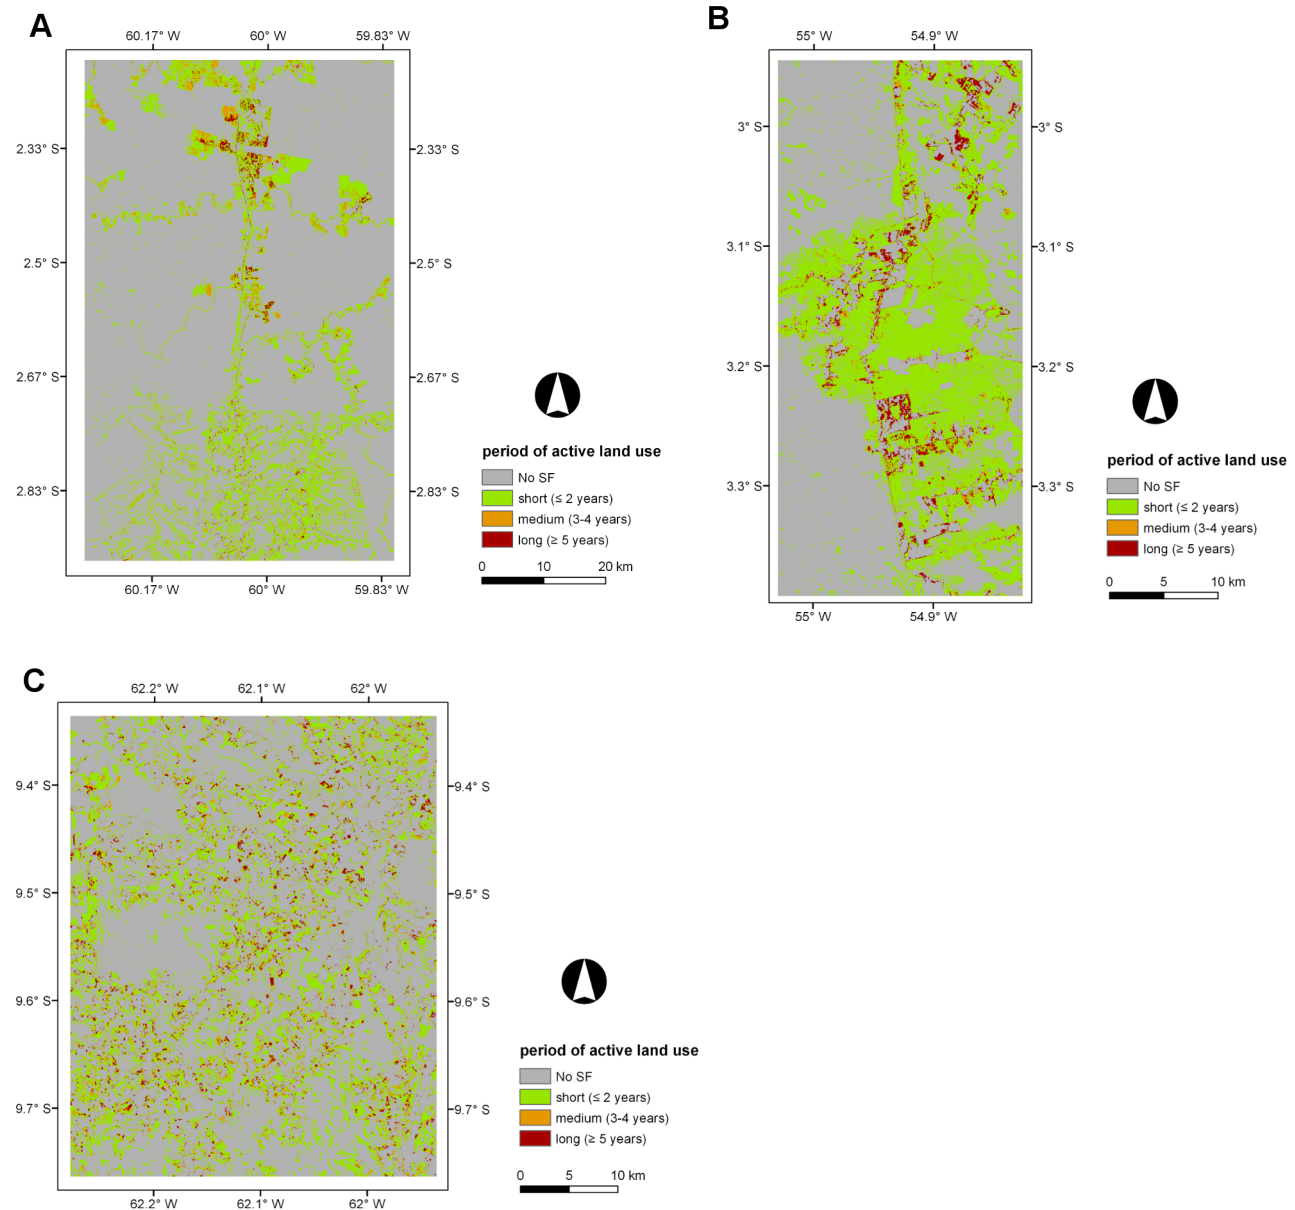 A
60.17° W 60° W 59.83° W
2.33° S 2.33° S
2.5° S 2.5° S
2.67° S 2.67° S
2.83° S 2.83° S
60.17° W 60° W 59.83° W
period of active land use
No SF
short (≤ 2 years)
medium (3-4 years)
long (≥ 5 years)
0 10 20 km
B
55° W 54.9° W
3° S 3° S
3.1° S 3.1° S
3.2° S 3.2° S
3.3° S 3.3° S
55° W 54.9° W
period of active land use
No SF
short (≤ 2 years)
medium (3-4 years)
long (≥ 5 years)
0 5 10 km
C
62.2° W 62.1° W 62° W
9.4° S 9.4° S
9.5° S 9.5° S
9.6° S 9.6° S
9.7° S 9.7° S
62.2° W 62.1° W 62° W
period of active land use
No SF
short (≤ 2 years)
medium (3-4 years)
long (≥ 5 years)
0 5 10 km